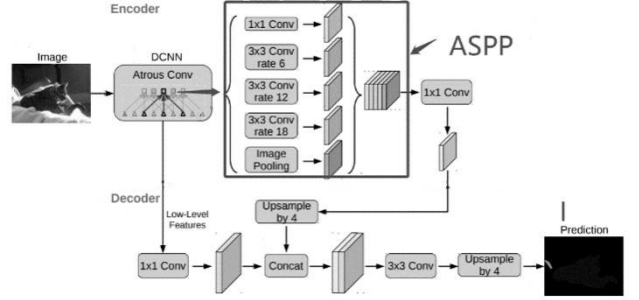 Encoder
Image
DCNN
Atrous Conv
1x1 Conv
3x3 Conv
rate 6
3x3 Conv
rate 12
3x3 Conv
rate 18
Image
Pooling
ASPP
1x1 Conv
Decoder
Low-Level
Features
Upsample
by 4
1x1 Conv
Concat
3x3 Conv
Upsample
by 4
Prediction